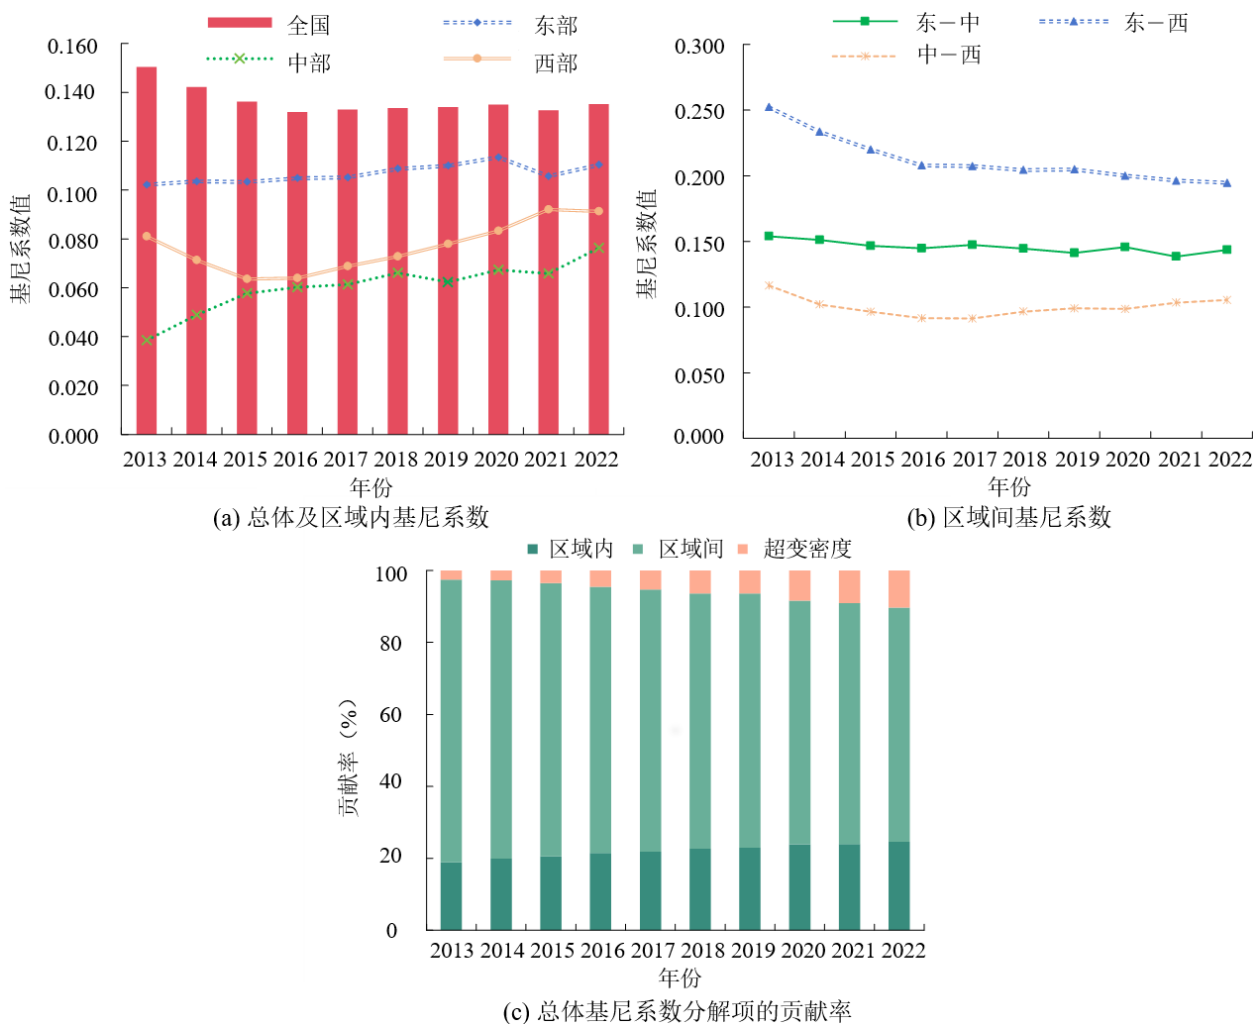 全国
东部
中部
西部
0.160
0.140
0.120
0.100
0.080
0.060
0.040
0.020
0.000
基尼系数值
2013 2014 2015 2016 2017 2018 2019 2020 2021 2022
年份
(a) 总体及区域内基尼系数
东－中
东－西
中－西
0.300
0.250
0.200
0.150
0.100
0.050
0.000
基尼系数值
2013 2014 2015 2016 2017 2018 2019 2020 2021 2022
年份
(b) 区域间基尼系数
区域内 区域间 超变密度
100
80
60
40
20
0
贡献率（%）
2013 2014 2015 2016 2017 2018 2019 2020 2021 2022
年份
(c) 总体基尼系数分解项的贡献率